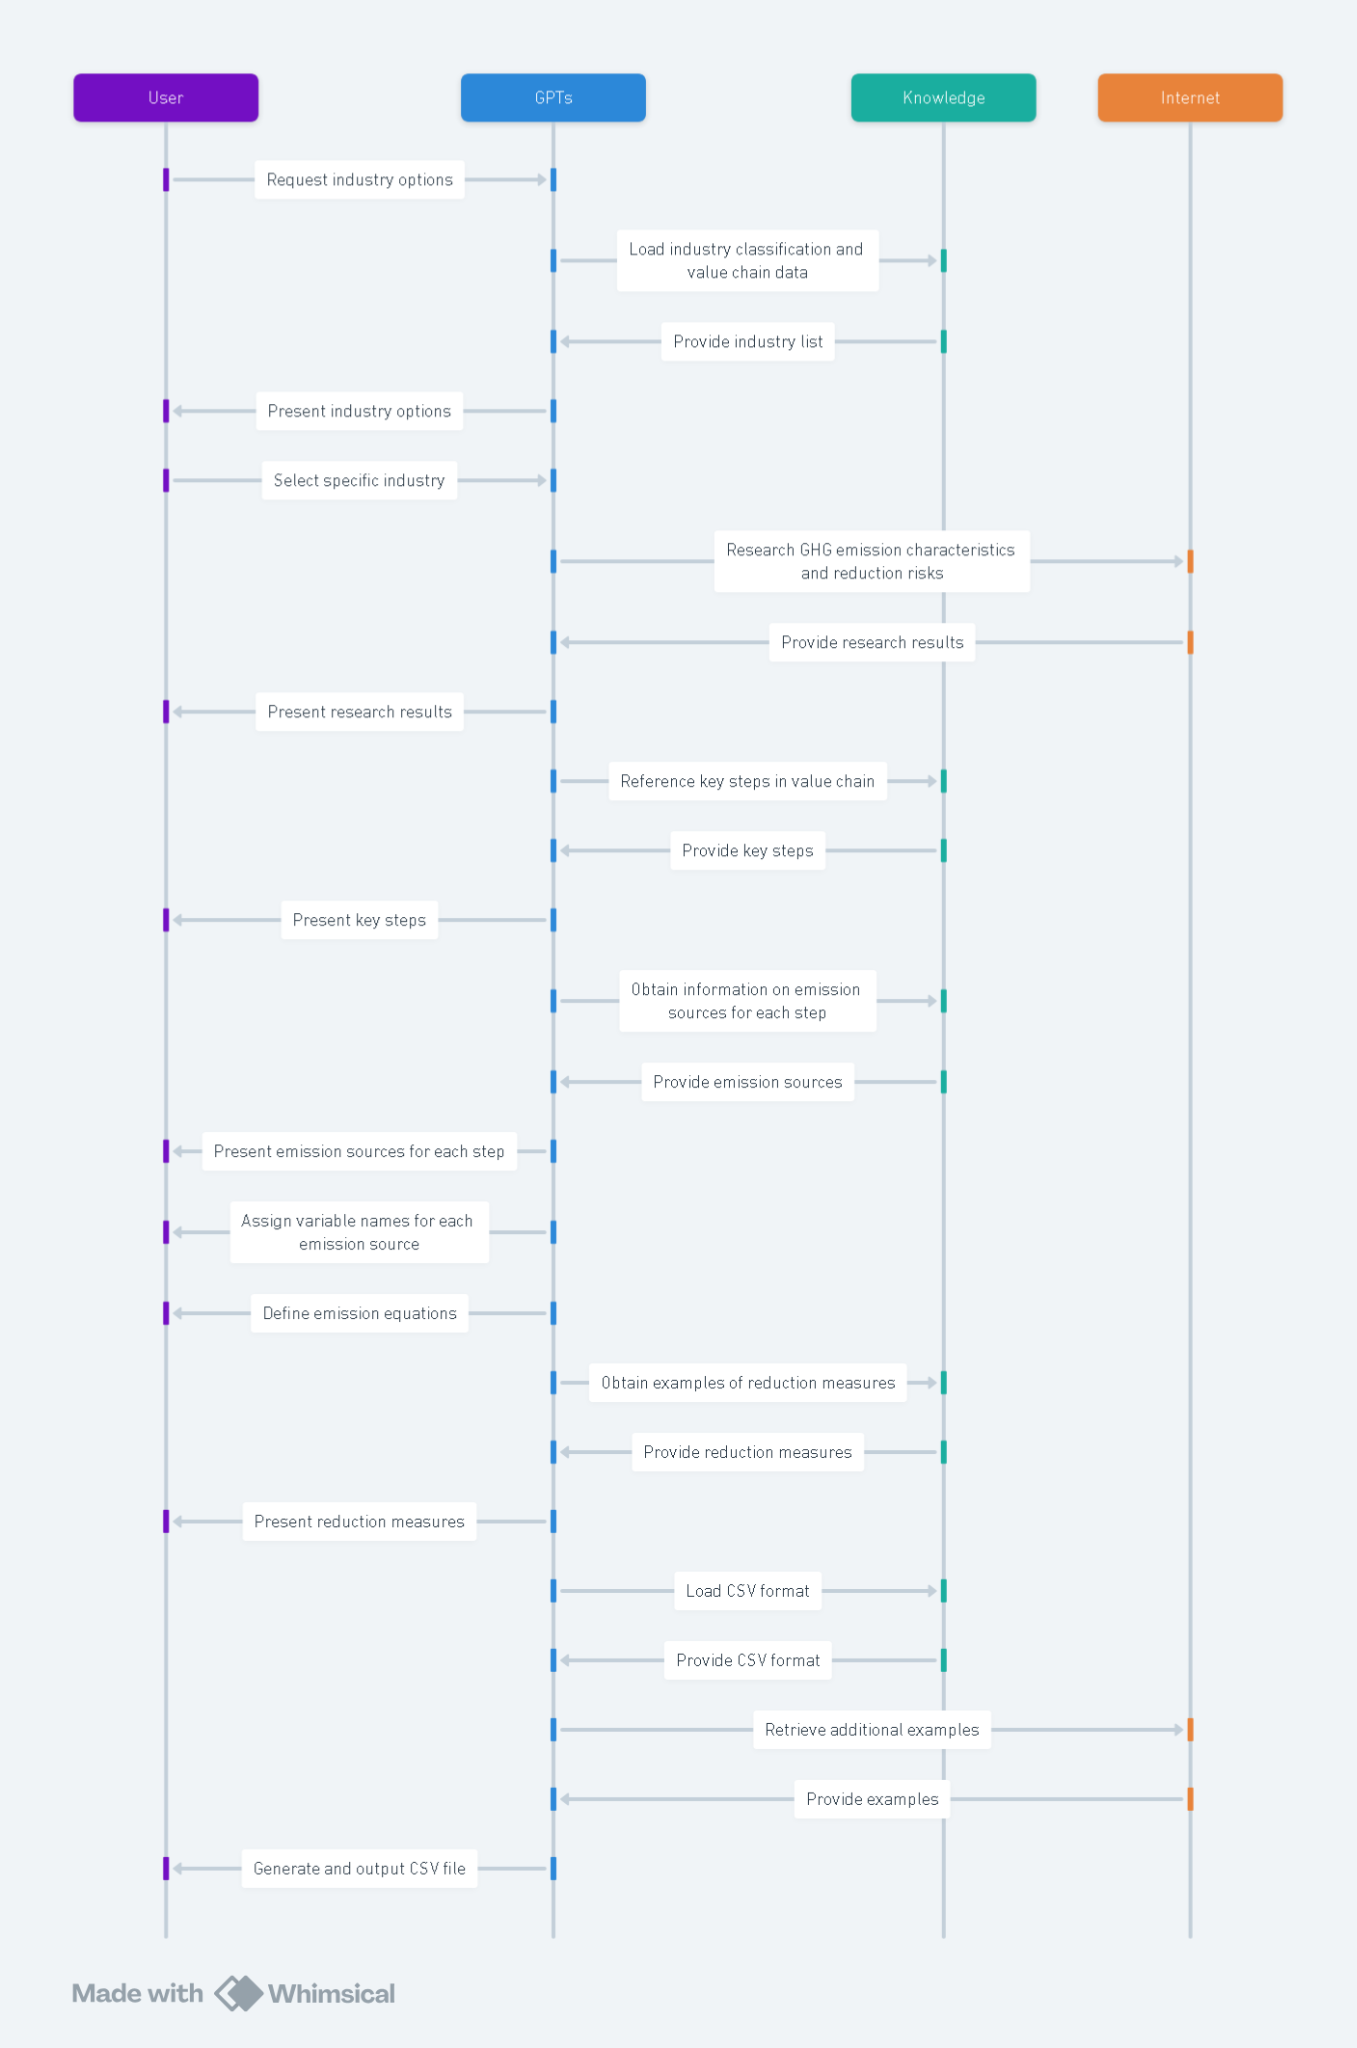 User
GPTs
Knowledge
Internet
Request industry options
Load industry classification and
value chain data
Provide industry list
Present industry options
Select specific industry
Research GHG emission characteristics
and reduction risks
Provide research results
Present research results
Reference key steps in value chain
Provide key steps
Present key steps
Obtain information on emission
sources for each step
Provide emission sources
Present emission sources for each step
Assign variable names for each
emission source
Define emission equations
Obtain examples of reduction measures
Provide reduction measures
Present reduction measures
Load CSV format
Provide CSV format
Retrieve additional examples
Provide examples
Generate and output CSV file
Made with Whimsical